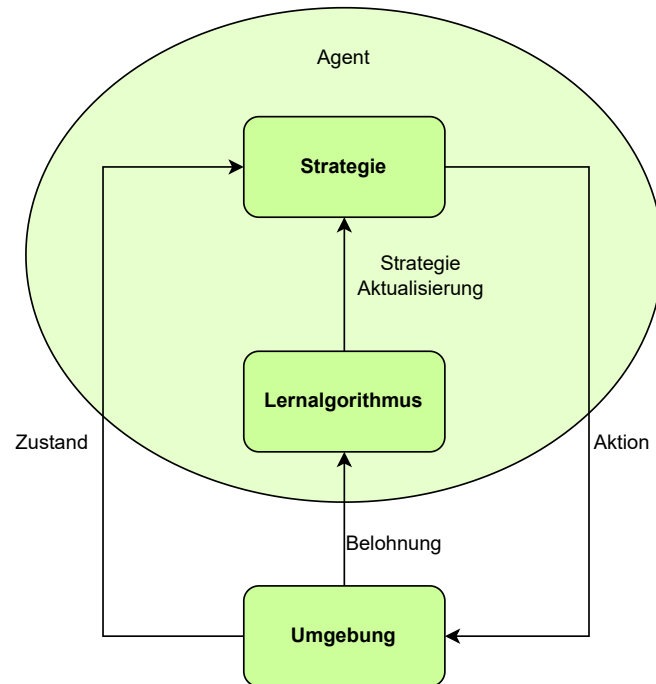 Agent
Strategie
Strategie
Aktualisierung
Lernalgorithmus
Zustand
Aktion
Belohnung
Umgebung